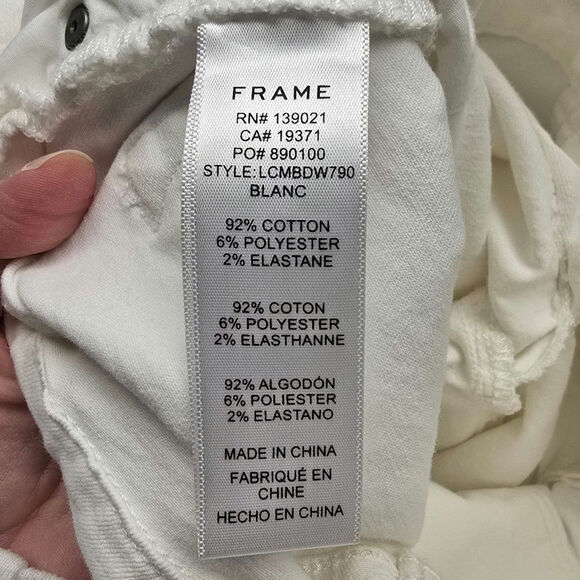 FRAME
RN# 139021
CA# 19371
PO# 890100
STYLE: LCMBDW790
BLANC
92% COTTON
6% POLYESTER
2% ELASTANE
92% COTON
6% POLYESTER
2% ELASTHANNE
92% ALGODÓN
6% POLIESTER
2% ELASTANO
MADE IN CHINA
FABRIQUÉ EN
CHINE
HECHO EN CHINA